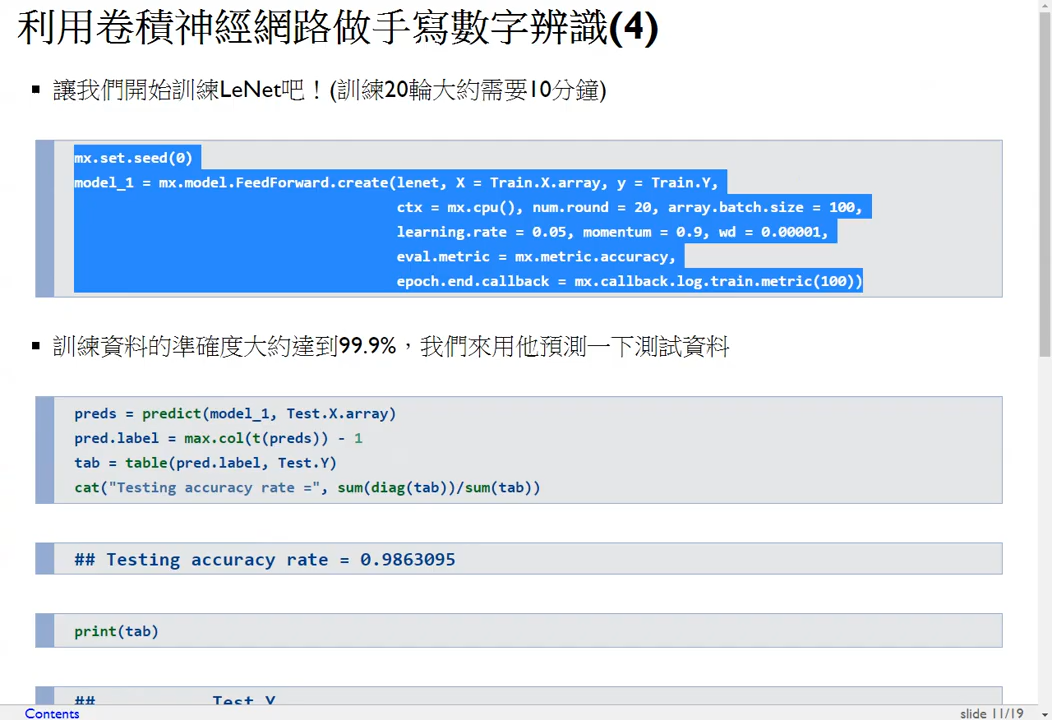 利用卷積神經網路做手寫數字辨識(4)
▪ 讓我們開始訓練LeNet吧！(訓練20輪大約需要10分鐘)
mx.set.seed(0)
model_1 = mx.model.FeedForward.create(lenet, X = Train.X.array, y = Train.Y,
ctx = mx.cpu(), num.round = 20, array.batch.size = 100,
learning.rate = 0.05, momentum = 0.9, wd = 0.00001,
eval.metric = mx.metric.accuracy,
epoch.end.callback = mx.callback.log.train.metric(100))
▪ 訓練資料的準確度大約達到99.9%，我們來用他預測一下測試資料
preds = predict(model_1, Test.X.array)
pred.label = max.col(t(preds)) - 1
tab = table(pred.label, Test.Y)
cat("Testing accuracy rate =", sum(diag(tab))/sum(tab))
## Testing accuracy rate = 0.9863095
print(tab)
## Test.Y
Contents
slide 11/19